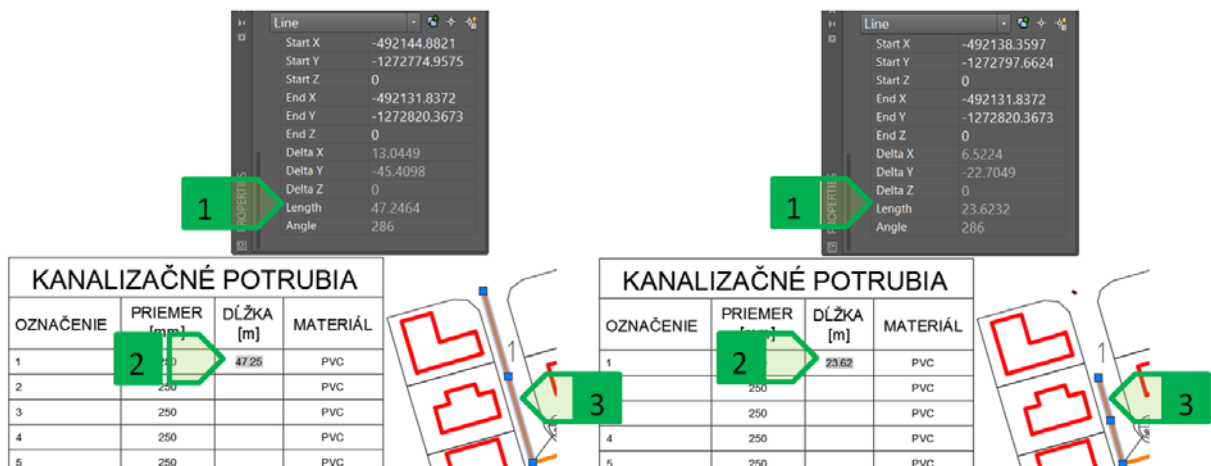 Line
Start X -492144.8821
Start Y -1272774.9575
Start Z 0
End X -492131.8372
End Y -1272820.3673
End Z 0
Delta X 13.0449
Delta Y -45.4098
Delta Z 0
Length 47.2464
Angle 286
PROPERTIES
1
KANALIZAČNÉ POTRUBIA
OZNAČENIE PRIEMER [mm] DĹŽKA [m] MATERIÁL
1 250 47.25 PVC
2 250 PVC
3 250 PVC
4 250 PVC
5 250 PVC
2
1
3
Line
Start X -492138.3597
Start Y -1272797.6624
Start Z 0
End X -492131.8372
End Y -1272820.3673
End Z 0
Delta X 6.5224
Delta Y -22.7049
Delta Z 0
Length 23.6232
Angle 286
PROPERTIES
1
KANALIZAČNÉ POTRUBIA
OZNAČENIE PRIEMER DĹŽKA [m] MATERIÁL
1 23.62 PVC
250 PVC
3 250 PVC
4 250 PVC
5 250 PVC
2
1
3